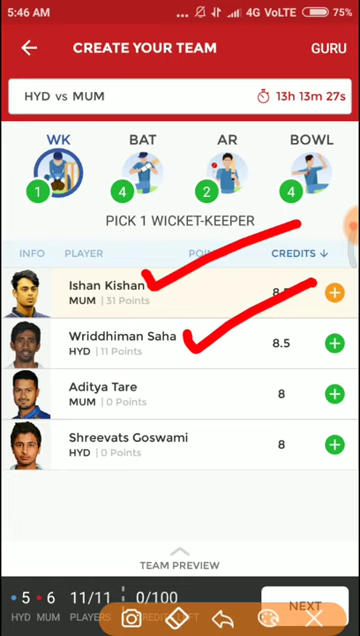 5:46 AM ... 4G VoLTE 75%
CREATE YOUR TEAM GURU
HYD vs MUM 13h 13m 27s
WK BAT AR BOWL
1 4 2 4
PICK 1 WICKET-KEEPER
INFO PLAYER CREDITS ↓
Ishan Kishan
MUM | 31 Points
Wriddhiman Saha
HYD | 11 Points
8.5
Aditya Tare
MUM | 0 Points
8
Shreevats Goswami
HYD | 0 Points
8
TEAM PREVIEW
5 6 11/11 0/100
HYD MUM PLAYERS
NEXT